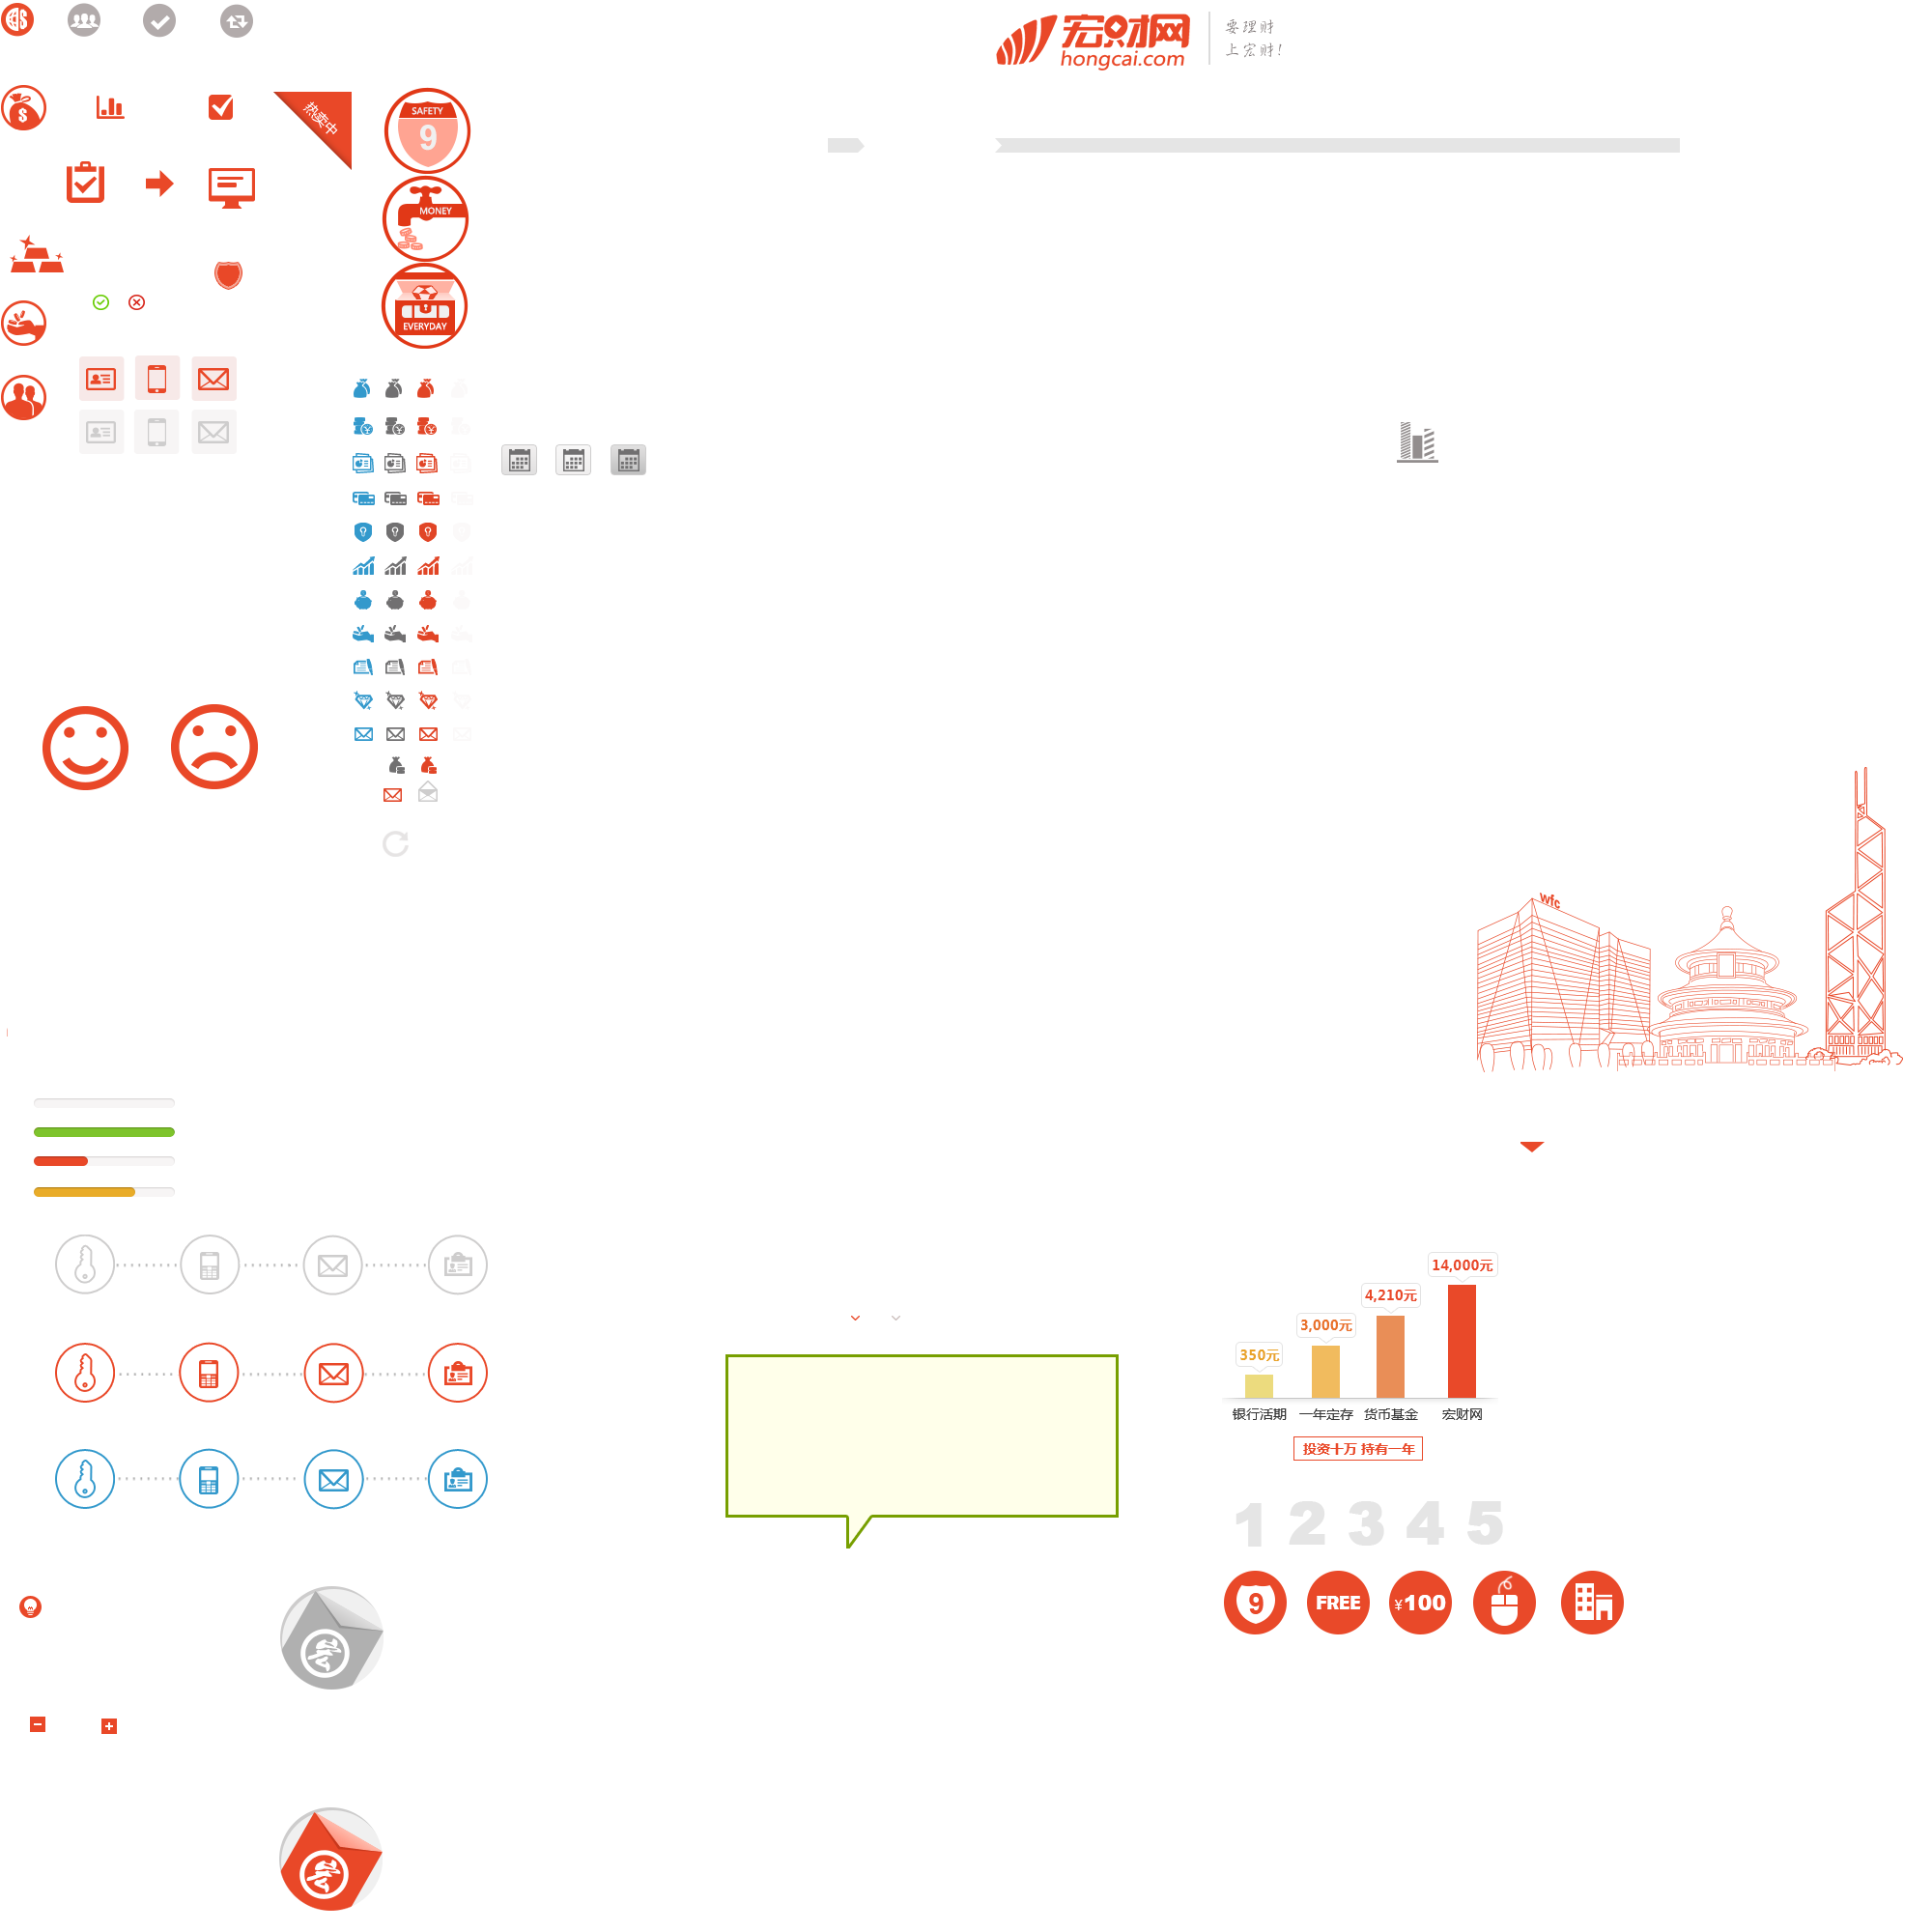 宏财网
hongcai.com
要理财
上宏财!
热卖中
SAFETY
9
MONEY
EVERYDAY
wfc
14,000元
4,210元
3,000元
350元
银行活期 一年定存 货币基金 宏财网
投资十万 持有一年
1 2 3 4 5
9 FREE ¥100